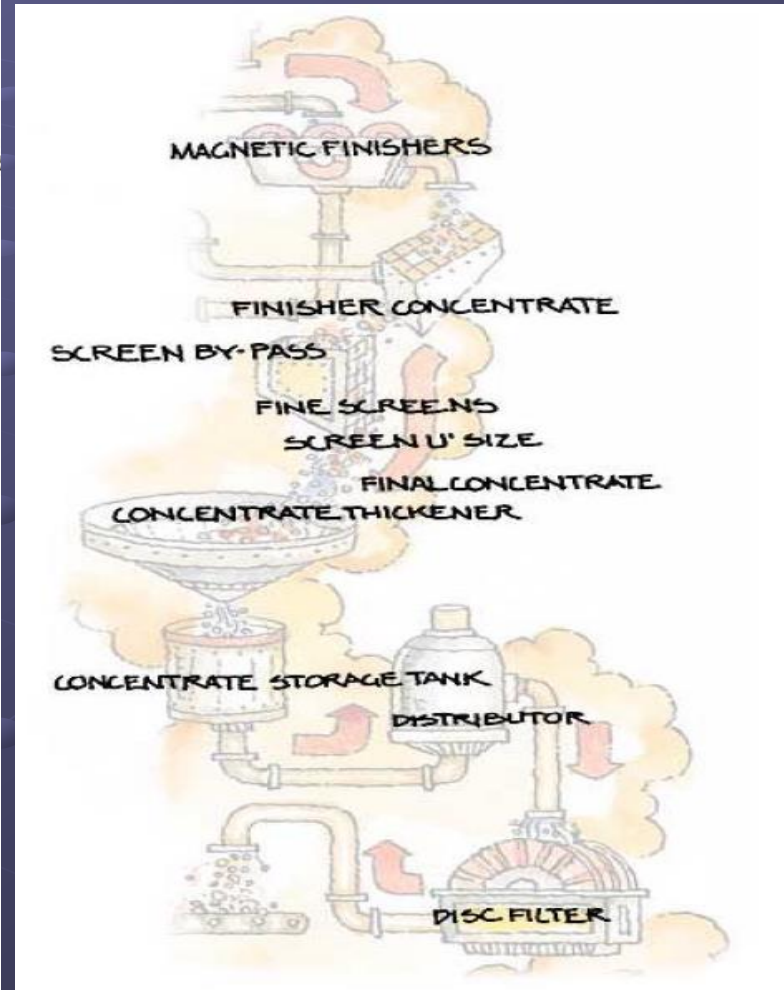 MAGNETIC FINISHERS
FINISHER CONCENTRATE
SCREEN BY-PASS
FINE SCREENS
SCREEN U' SIZE
FINAL CONCENTRATE
CONCENTRATE THICKENER
CONCENTRATE STORAGE TANK
DISTRIBUTOR
DISC FILTER